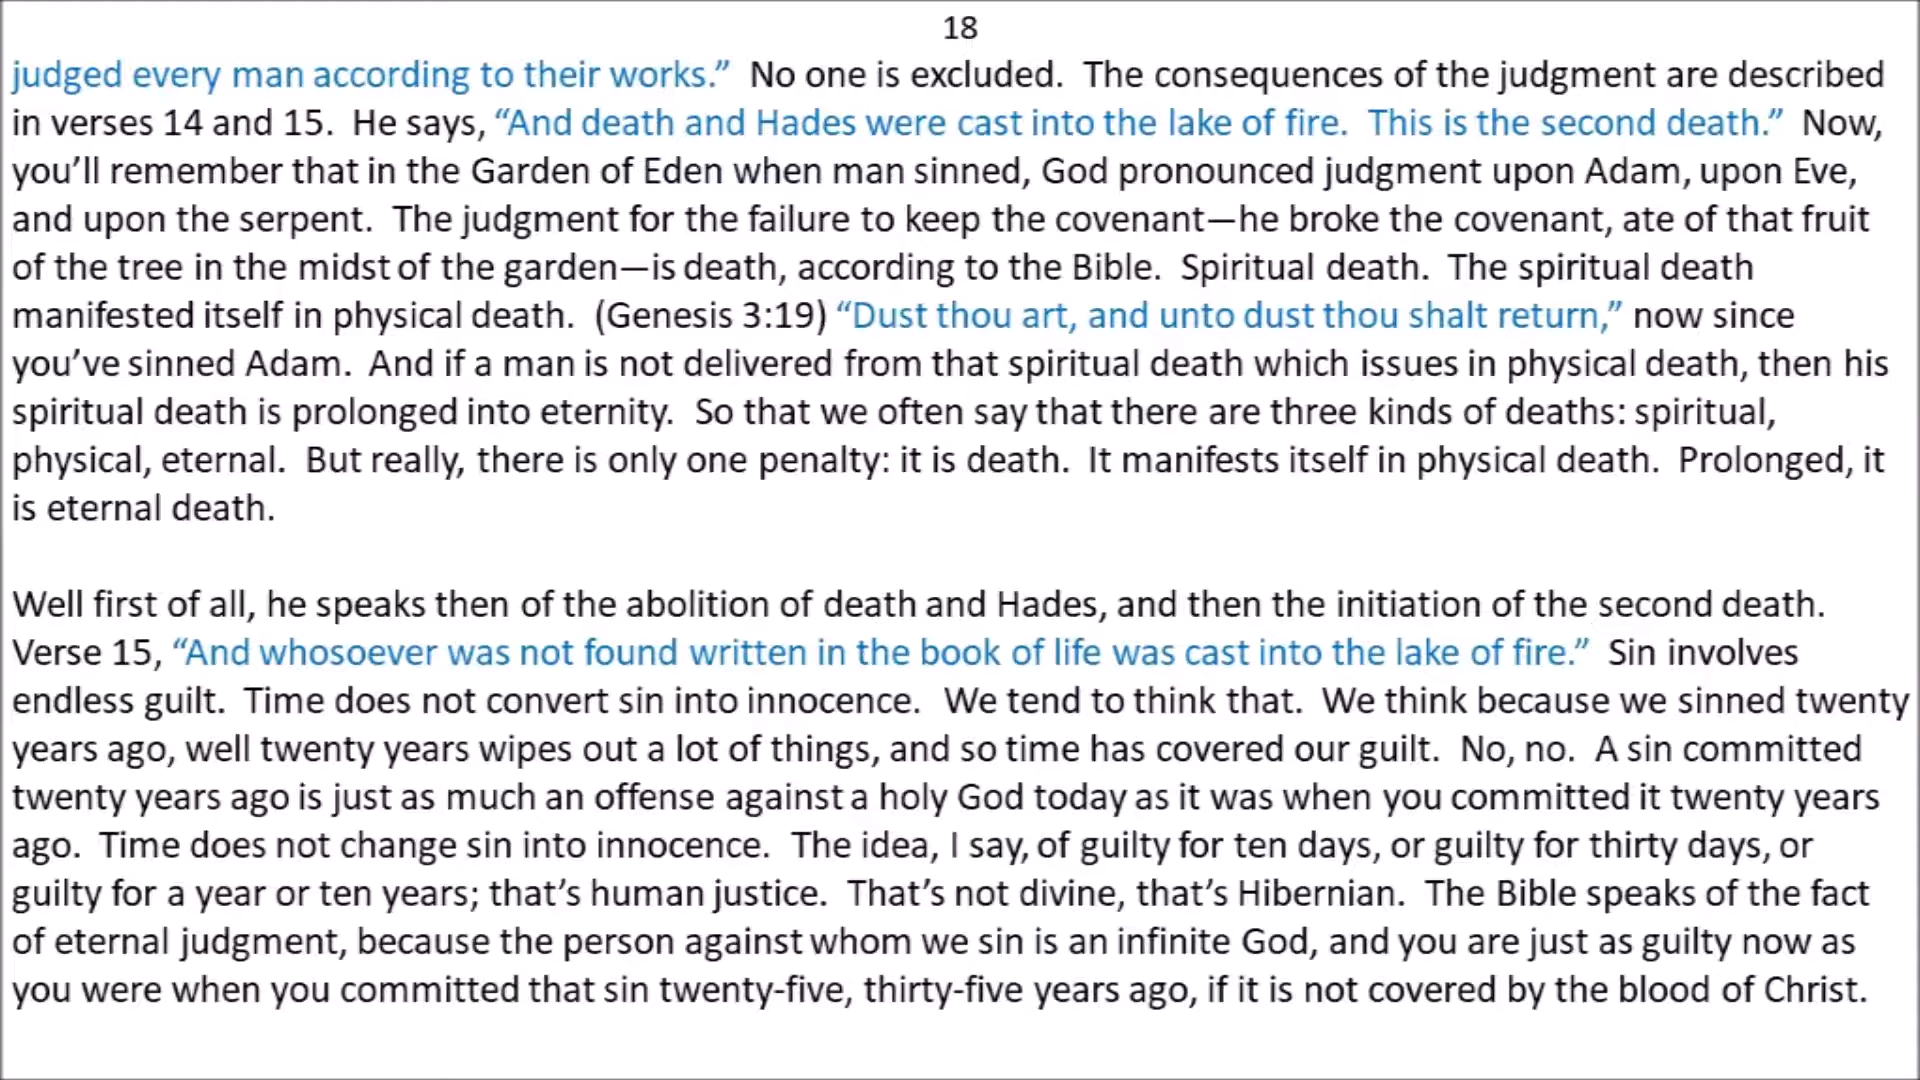 18
judged every man according to their works.”  No one is excluded.  The consequences of the judgment are described
in verses 14 and 15.  He says, “And death and Hades were cast into the lake of fire.  This is the second death.”  Now,
you’ll remember that in the Garden of Eden when man sinned, God pronounced judgment upon Adam, upon Eve,
and upon the serpent.  The judgment for the failure to keep the covenant—he broke the covenant, ate of that fruit
of the tree in the midst of the garden—is death, according to the Bible.  Spiritual death.  The spiritual death
manifested itself in physical death.  (Genesis 3:19) “Dust thou art, and unto dust thou shalt return,” now since
you’ve sinned Adam.  And if a man is not delivered from that spiritual death which issues in physical death, then his
spiritual death is prolonged into eternity.  So that we often say that there are three kinds of deaths: spiritual,
physical, eternal.  But really, there is only one penalty: it is death.  It manifests itself in physical death.  Prolonged, it
is eternal death.
Well first of all, he speaks then of the abolition of death and Hades, and then the initiation of the second death.
Verse 15, “And whosoever was not found written in the book of life was cast into the lake of fire.”  Sin involves
endless guilt.  Time does not convert sin into innocence.  We tend to think that.  We think because we sinned twenty
years ago, well twenty years wipes out a lot of things, and so time has covered our guilt.  No, no.  A sin committed
twenty years ago is just as much an offense against a holy God today as it was when you committed it twenty years
ago.  Time does not change sin into innocence.  The idea, I say, of guilty for ten days, or guilty for thirty days, or
guilty for a year or ten years; that’s human justice.  That’s not divine, that’s Hibernian.  The Bible speaks of the fact
of eternal judgment, because the person against whom we sin is an infinite God, and you are just as guilty now as
you were when you committed that sin twenty-five, thirty-five years ago, if it is not covered by the blood of Christ.